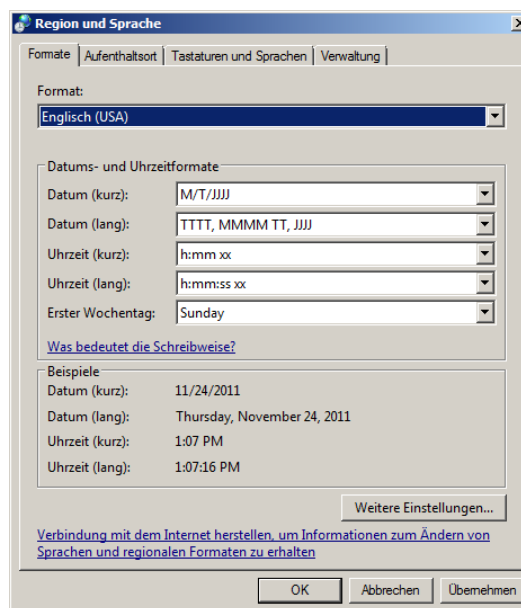 Region und Sprache
Formate Aufenthaltsort Tastaturen und Sprachen Verwaltung
Format:
Englisch (USA)
Datums- und Uhrzeitformate
Datum (kurz): M/T/JJJJ
Datum (lang): TTTT, MMMM TT, JJJJ
Uhrzeit (kurz): h:mm xx
Uhrzeit (lang): h:mm:ss xx
Erster Wochentag: Sunday
Was bedeutet die Schreibweise?
Beispiele
Datum (kurz): 11/24/2011
Datum (lang): Thursday, November 24, 2011
Uhrzeit (kurz): 1:07 PM
Uhrzeit (lang): 1:07:16 PM
Weitere Einstellungen...
Verbindung mit dem Internet herstellen, um Informationen zum Ändern von
Sprachen und regionalen Formaten zu erhalten
OK Abbrechen Übernehmen